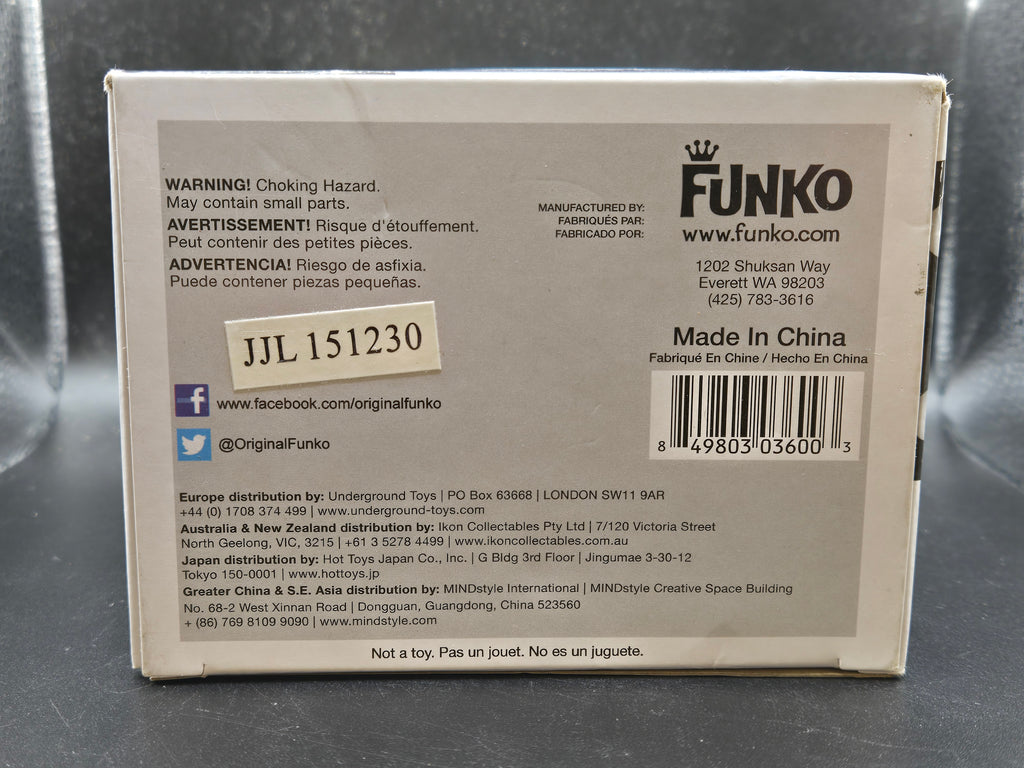 WARNING! Choking Hazard.
May contain small parts.
AVERTISSEMENT! Risque d'étouffement.
Peut contenir des petites pièces.
ADVERTENCIA! Riesgo de asfixia.
Puede contener piezas pequeñas.
MANUFACTURED BY:
FABRIQUÉS PAR:
FABRICADO POR:
FUNKO
www.funko.com
1202 Shuksan Way
Everett WA 98203
(425) 783-3616
Made In China
Fabriqué En Chine / Hecho En China
8 49803 03600 3
JJL 151230
f www.facebook.com/originalfunko
@OriginalFunko
Europe distribution by: Underground Toys | PO Box 63668 | LONDON SW11 9AR
+44 (0) 1708 374 499 | www.underground-toys.com
Australia & New Zealand distribution by: Ikon Collectables Pty Ltd | 7/120 Victoria Street
North Geelong, VIC, 3215 | +61 3 5278 4499 | www.ikoncollectables.com.au
Japan distribution by: Hot Toys Japan Co., Inc. | G Bldg 3rd Floor | Jingumae 3-30-12
Tokyo 150-0001 | www.hottoys.jp
Greater China & S.E. Asia distribution by: MINDstyle International | MINDstyle Creative Space Building
No. 68-2 West Xinnan Road | Dongguan, Guangdong, China 523560
+ (86) 769 8109 9090 | www.mindstyle.com
Not a toy. Pas un jouet. No es un juguete.